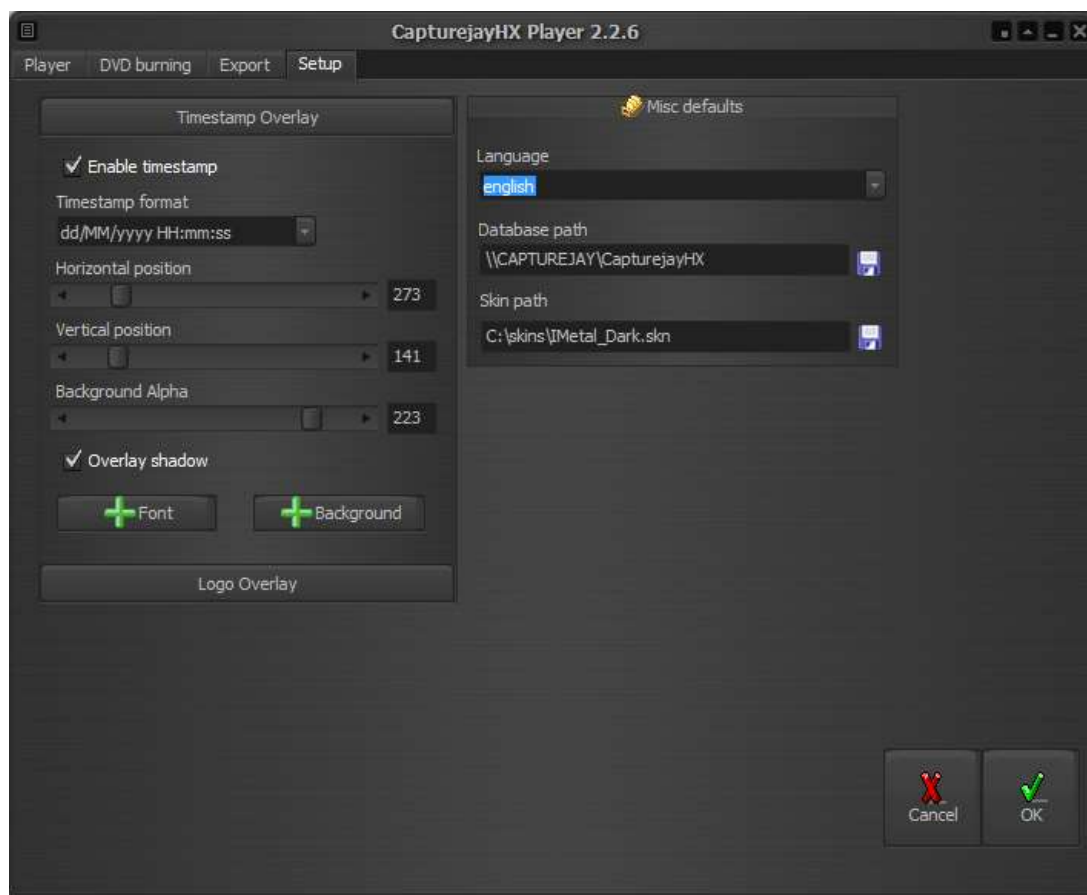 CapturejayHX Player 2.2.6
Player DVD burning Export Setup
Timestamp Overlay
Enable timestamp
Timestamp format
dd/MM/yyyy HH:mm:ss
Horizontal position
273
Vertical position
141
Background Alpha
223
Overlay shadow
Font Background
Logo Overlay
Misc defaults
Language
english
Database path
\\CAPTUREJAY\CapturejayHX
Skin path
C:\skins\IMetal_Dark.skn
Cancel OK